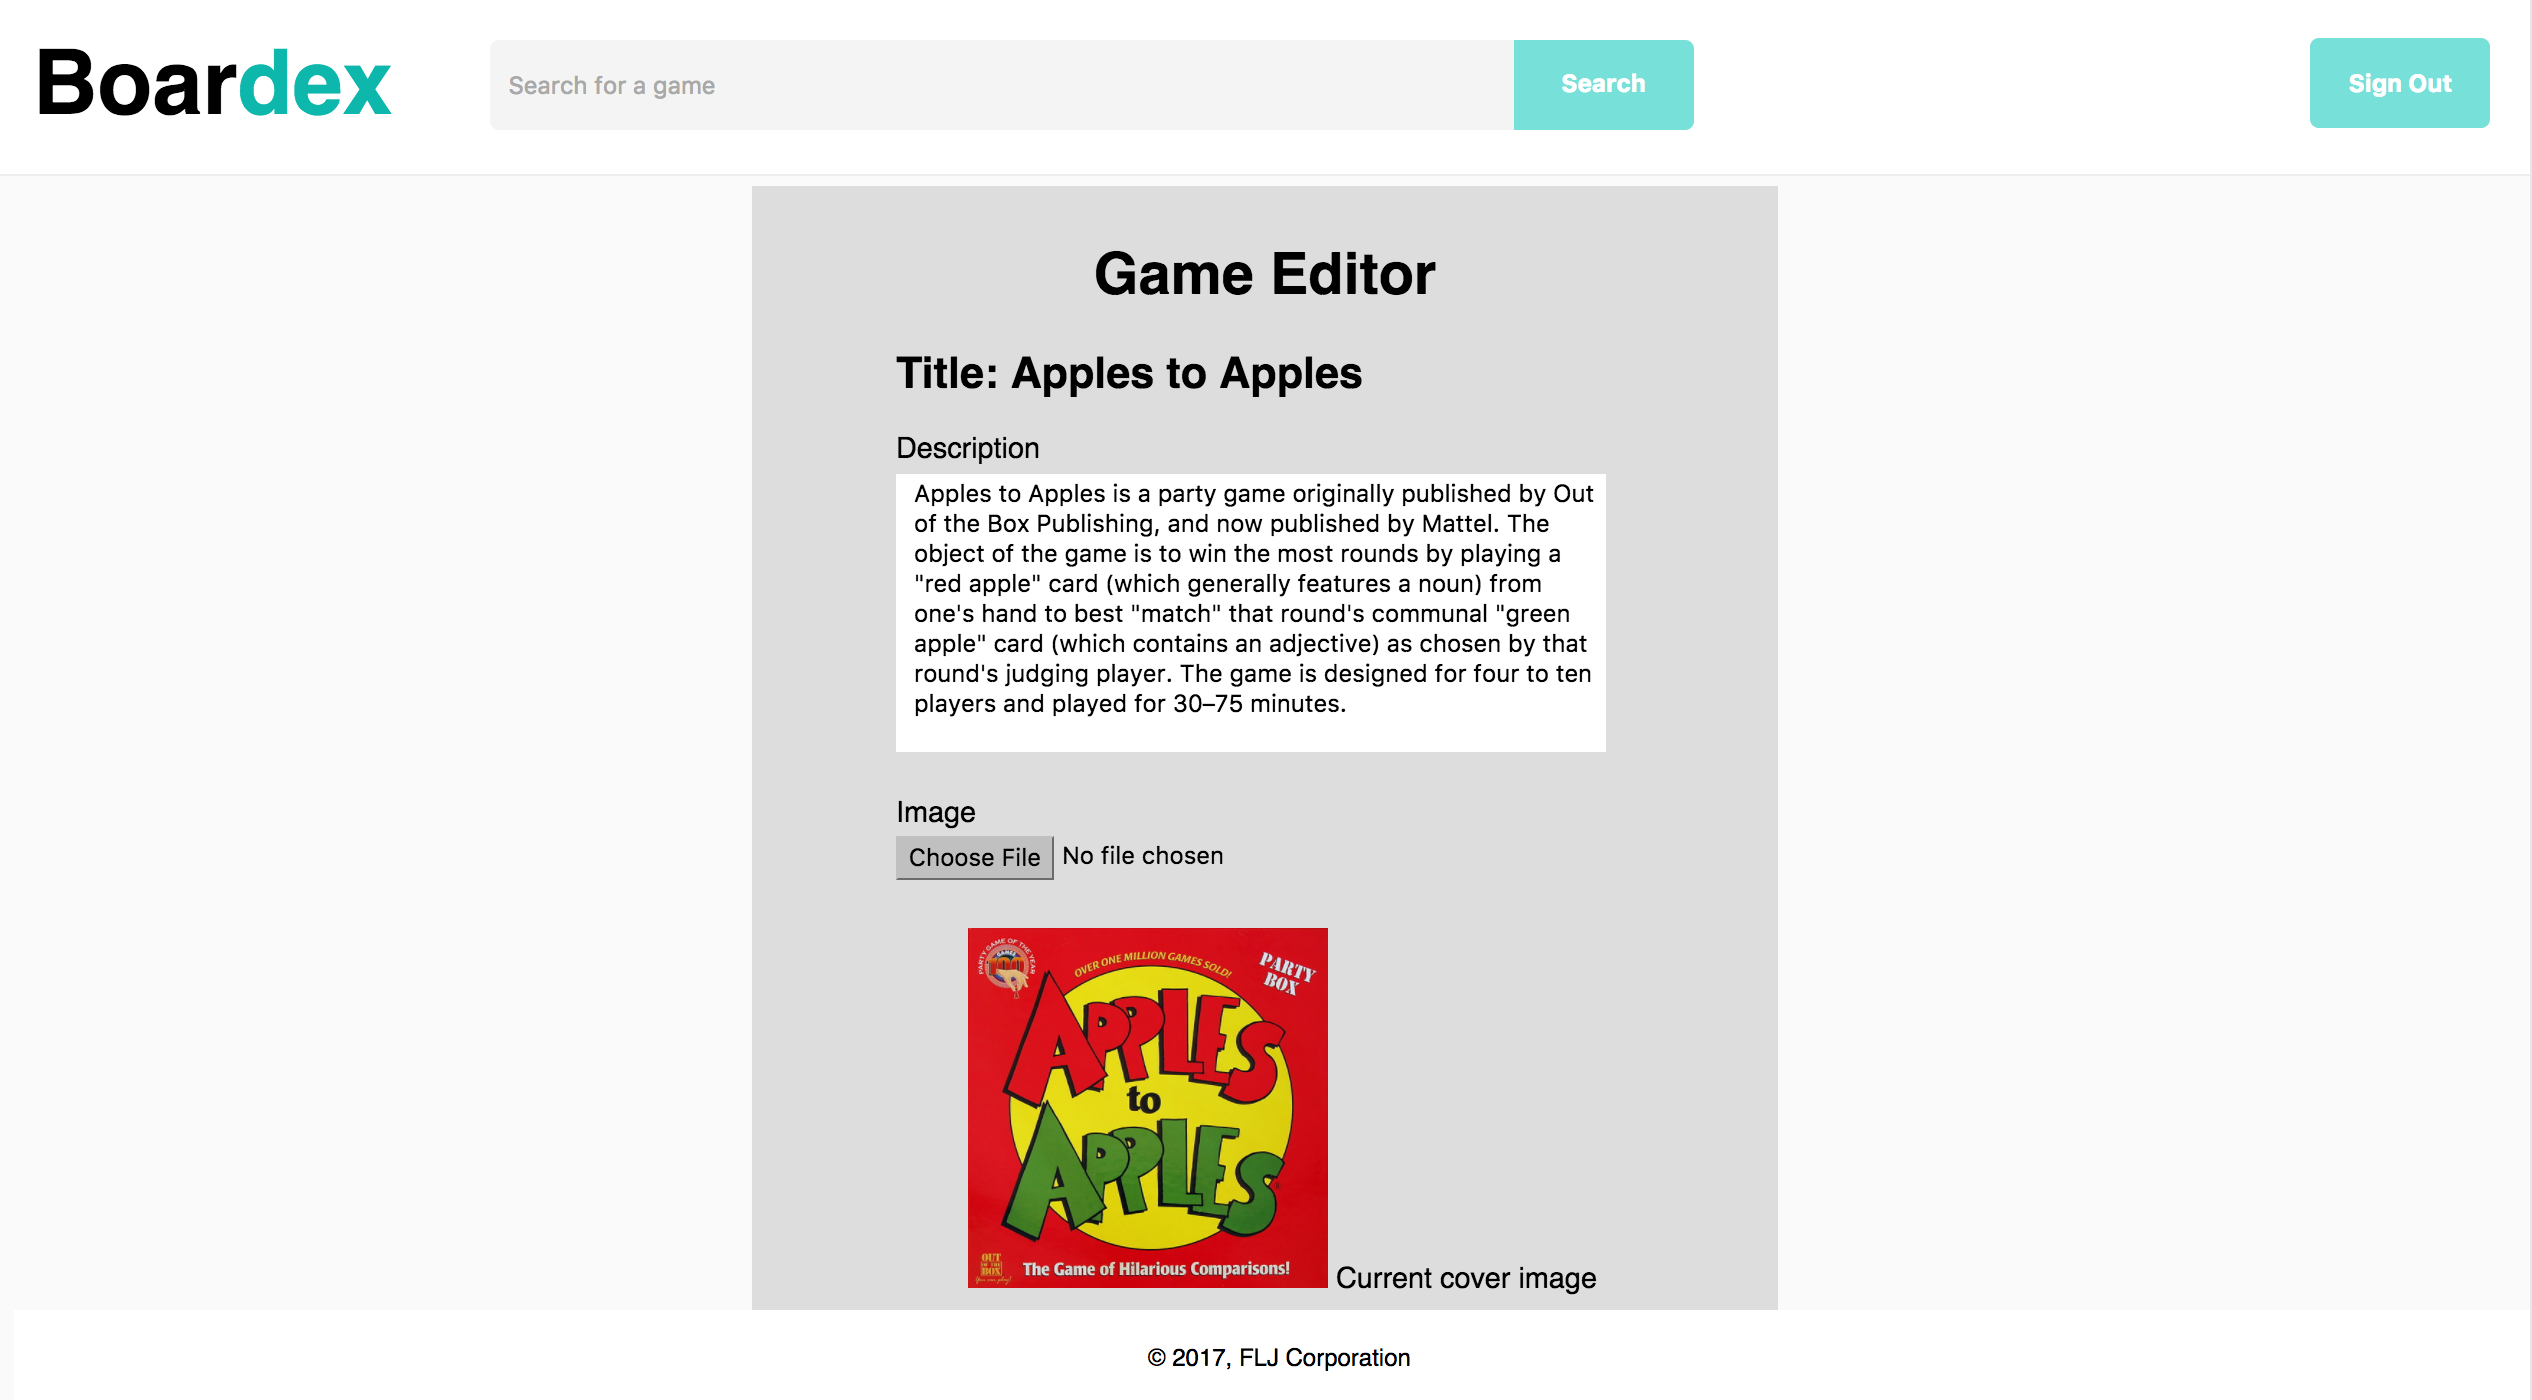 Boardex
Search for a game
Search
Sign Out
Game Editor
Title: Apples to Apples
Description
Apples to Apples is a party game originally published by Out
of the Box Publishing, and now published by Mattel. The
object of the game is to win the most rounds by playing a
"red apple" card (which generally features a noun) from
one's hand to best "match" that round's communal "green
apple" card (which contains an adjective) as chosen by that
round's judging player. The game is designed for four to ten
players and played for 30–75 minutes.
Image
Choose File
No file chosen
PARTY GAME OF THE YEAR
GAMES
100
OVER ONE MILLION GAMES SOLD!
PARTY
BOX
APPLES
to
APPLES
OUT
OF THE
BOX
The Game of Hilarious Comparisons!
Current cover image
© 2017, FLJ Corporation